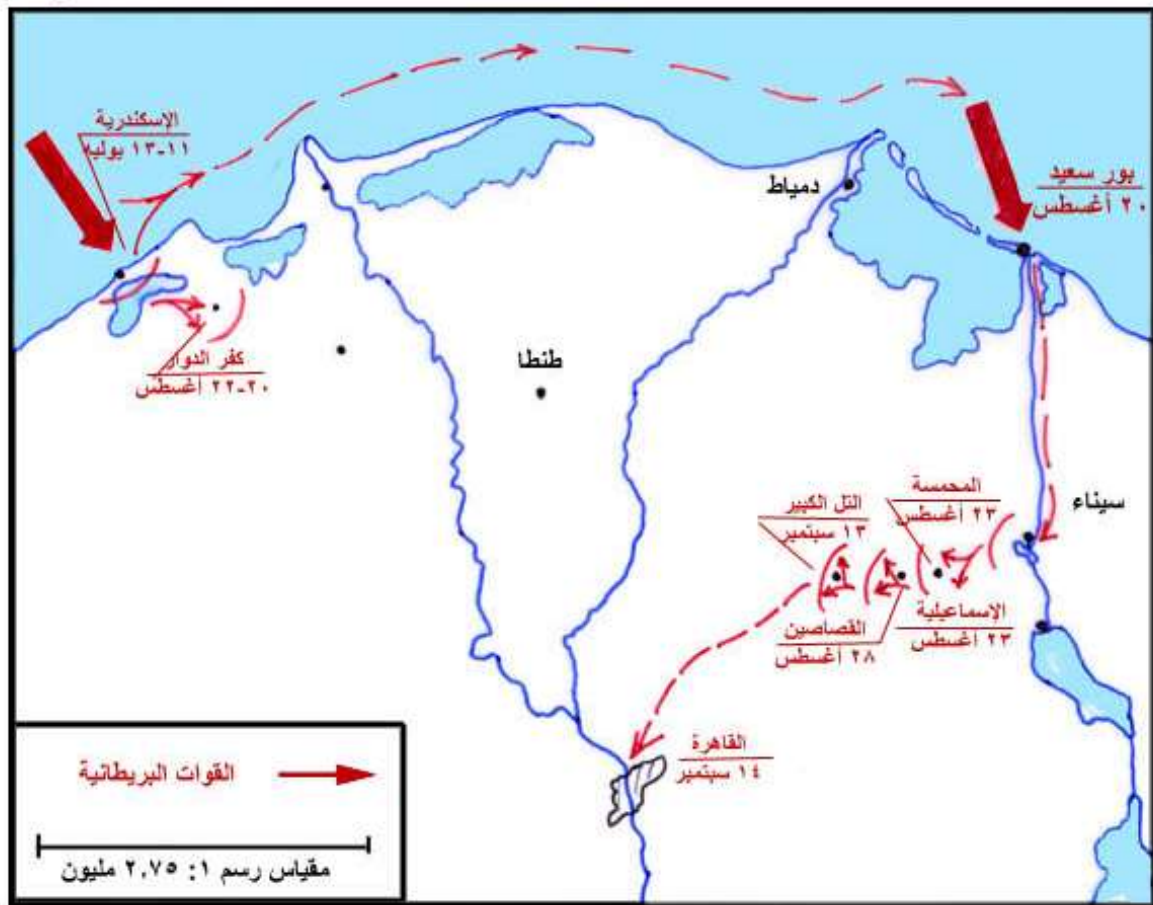 الإسكندرية
١١-١٣ يوليه
بور سعيد
٢٠ أغسطس
دمياط
كفر الدوار
٢٠-٢٢ أغسطس
طنطا
سيناء
المحمسة
٢٣ أغسطس
التل الكبير
١٣ سبتمبر
الإسماعيلية
٢٣ أغسطس
القصاصين
٢٨ أغسطس
القاهرة
١٤ سبتمبر
القوات البريطانية
مقياس رسم ١: ٢,٧٥ مليون